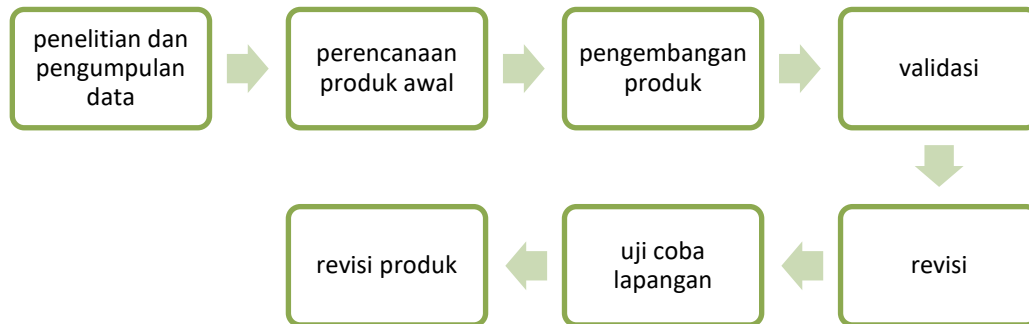 penelitian dan
pengumpulan
data
perencanaan
produk awal
pengembangan
produk
validasi
revisi
uji coba
lapangan
revisi produk